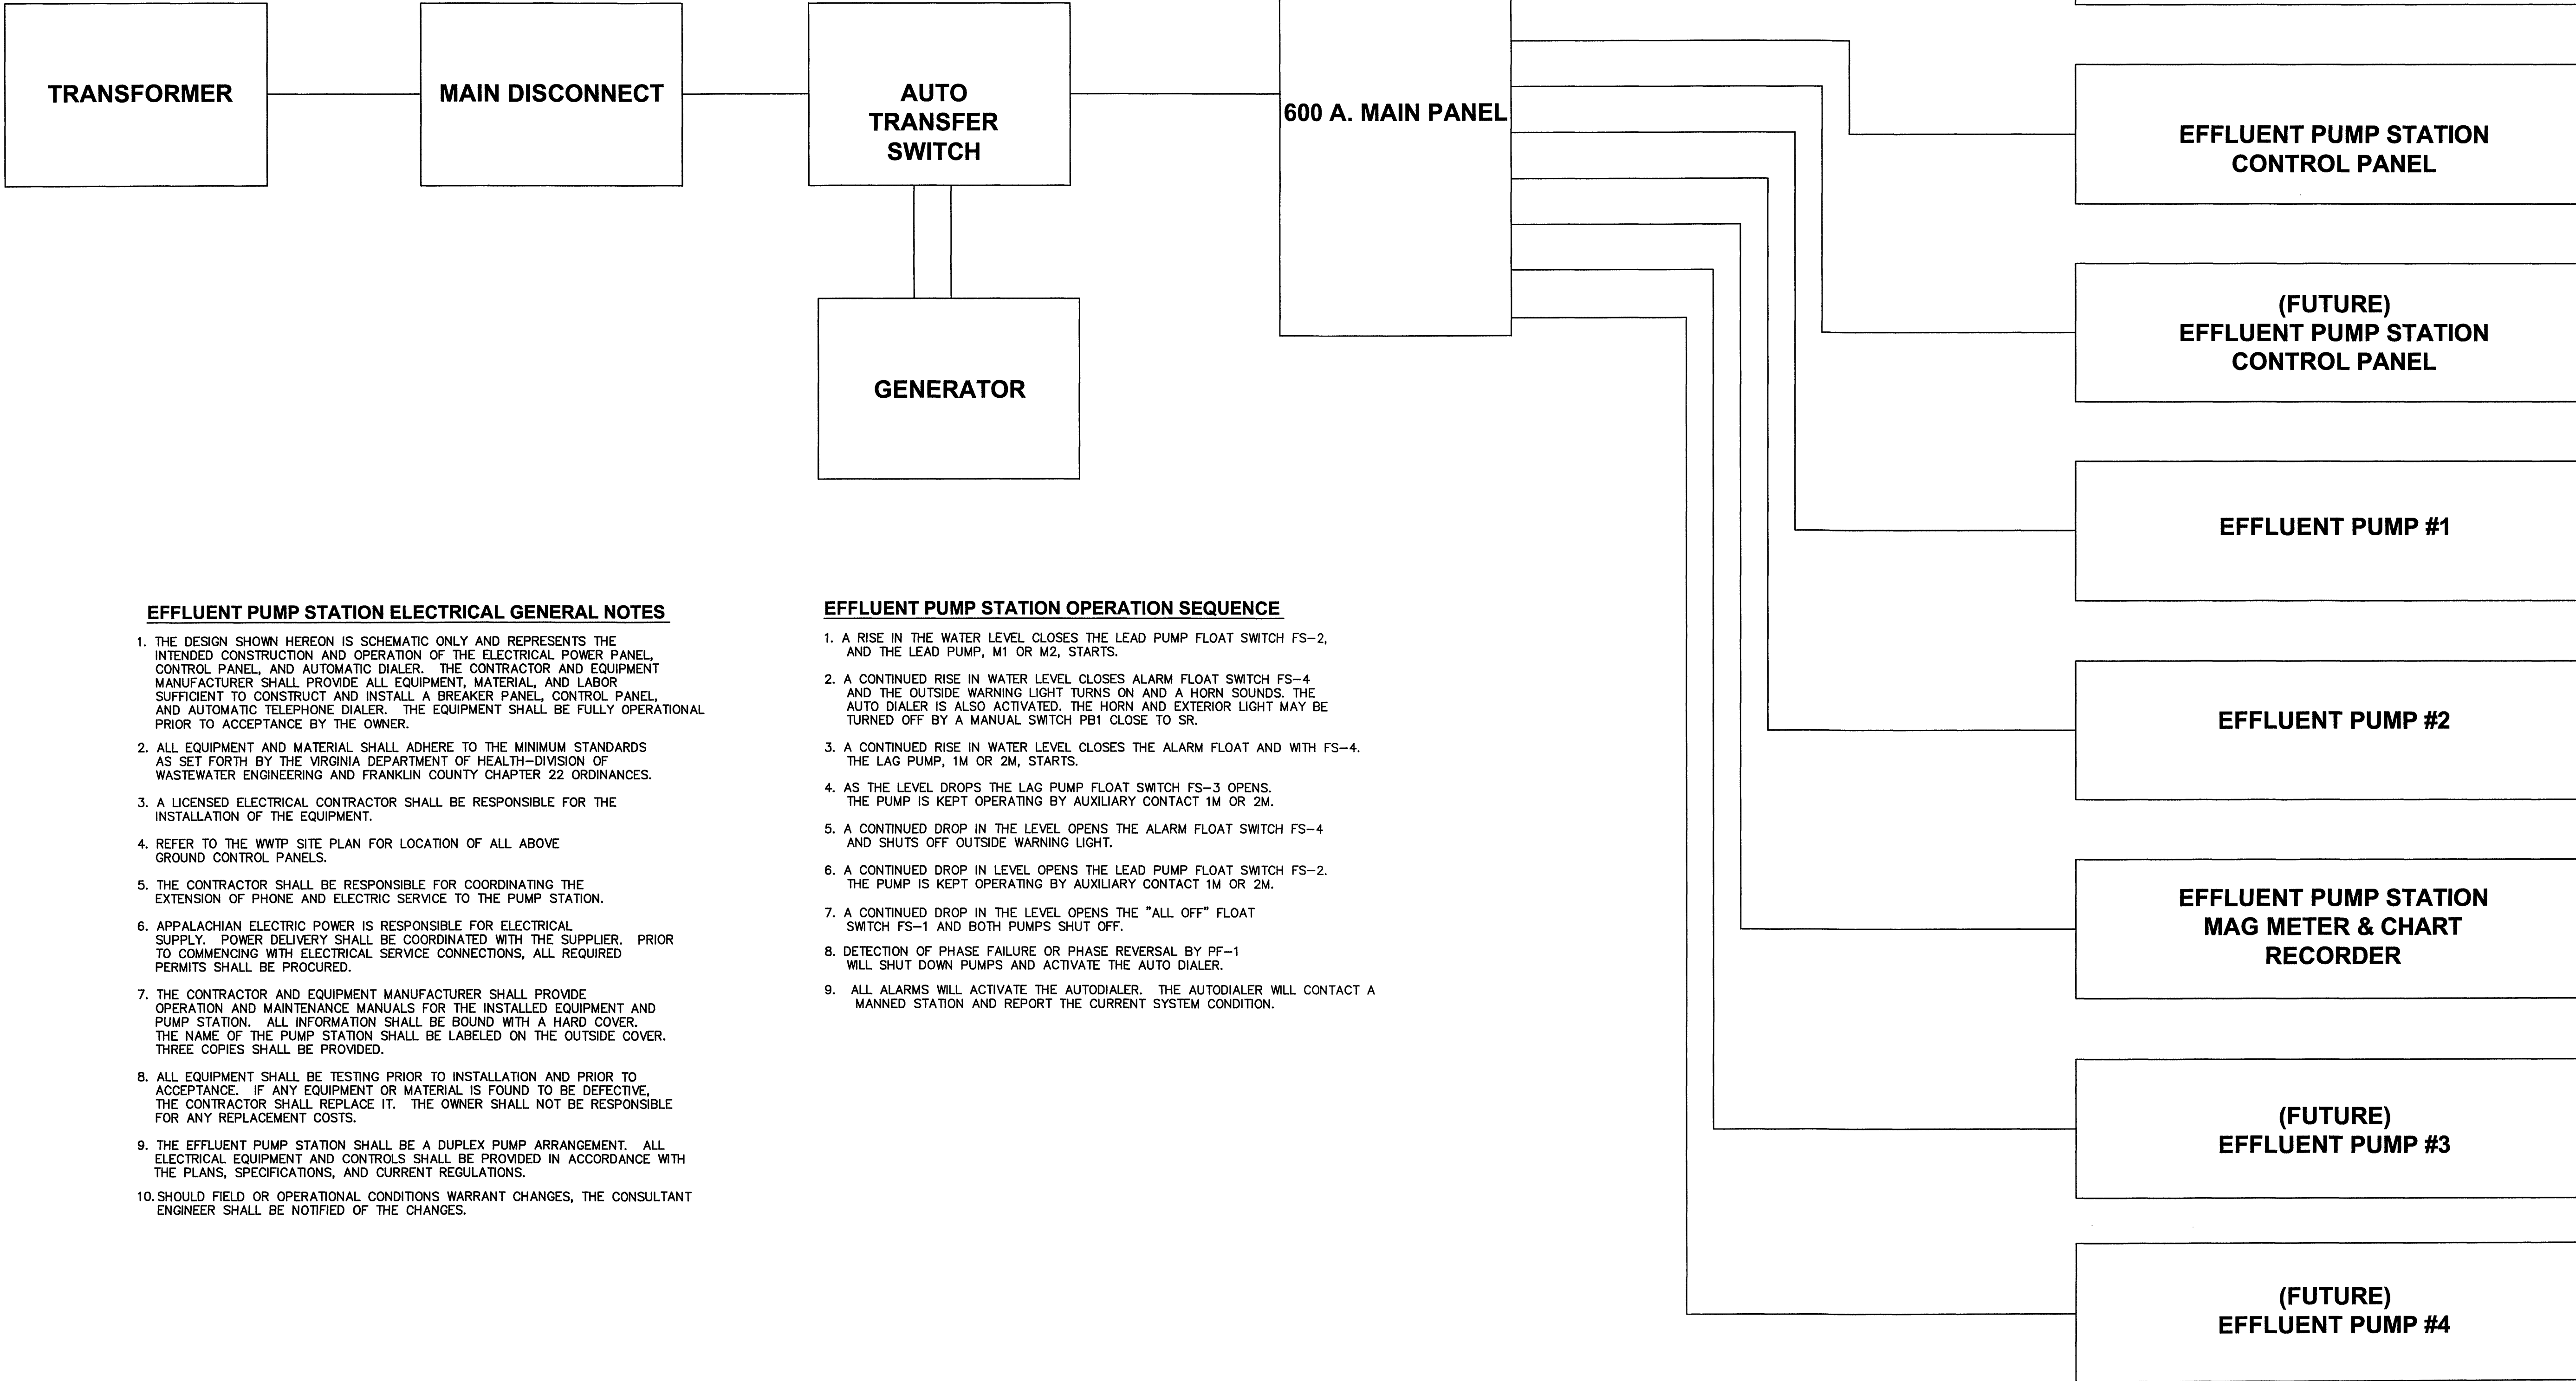 TRANSFORMER
MAIN DISCONNECT
AUTO
TRANSFER
SWITCH
600 A. MAIN PANEL
GENERATOR
EFFLUENT PUMP STATION
CONTROL PANEL
(FUTURE)
EFFLUENT PUMP STATION
CONTROL PANEL
EFFLUENT PUMP #1
EFFLUENT PUMP #2
EFFLUENT PUMP STATION
MAG METER & CHART
RECORDER
(FUTURE)
EFFLUENT PUMP #3
(FUTURE)
EFFLUENT PUMP #4
EFFLUENT PUMP STATION ELECTRICAL GENERAL NOTES
1. THE DESIGN SHOWN HEREON IS SCHEMATIC ONLY AND REPRESENTS THE
INTENDED CONSTRUCTION AND OPERATION OF THE ELECTRICAL POWER PANEL,
CONTROL PANEL, AND AUTOMATIC DIALER. THE CONTRACTOR AND EQUIPMENT
MANUFACTURER SHALL PROVIDE ALL EQUIPMENT, MATERIAL, AND LABOR
SUFFICIENT TO CONSTRUCT AND INSTALL A BREAKER PANEL, CONTROL PANEL,
AND AUTOMATIC TELEPHONE DIALER. THE EQUIPMENT SHALL BE FULLY OPERATIONAL
PRIOR TO ACCEPTANCE BY THE OWNER.
2. ALL EQUIPMENT AND MATERIAL SHALL ADHERE TO THE MINIMUM STANDARDS
AS SET FORTH BY THE VIRGINIA DEPARTMENT OF HEALTH-DIVISION OF
WASTEWATER ENGINEERING AND FRANKLIN COUNTY CHAPTER 22 ORDINANCES.
3. A LICENSED ELECTRICAL CONTRACTOR SHALL BE RESPONSIBLE FOR THE
INSTALLATION OF THE EQUIPMENT.
4. REFER TO THE WWTP SITE PLAN FOR LOCATION OF ALL ABOVE
GROUND CONTROL PANELS.
5. THE CONTRACTOR SHALL BE RESPONSIBLE FOR COORDINATING THE
EXTENSION OF PHONE AND ELECTRIC SERVICE TO THE PUMP STATION.
6. APPALACHIAN ELECTRIC POWER IS RESPONSIBLE FOR ELECTRICAL
SUPPLY. POWER DELIVERY SHALL BE COORDINATED WITH THE SUPPLIER. PRIOR
TO COMMENCING WITH ELECTRICAL SERVICE CONNECTIONS, ALL REQUIRED
PERMITS SHALL BE PROCURED.
7. THE CONTRACTOR AND EQUIPMENT MANUFACTURER SHALL PROVIDE
OPERATION AND MAINTENANCE MANUALS FOR THE INSTALLED EQUIPMENT AND
PUMP STATION. ALL INFORMATION SHALL BE BOUND WITH A HARD COVER.
THE NAME OF THE PUMP STATION SHALL BE LABELED ON THE OUTSIDE COVER.
THREE COPIES SHALL BE PROVIDED.
8. ALL EQUIPMENT SHALL BE TESTING PRIOR TO INSTALLATION AND PRIOR TO
ACCEPTANCE. IF ANY EQUIPMENT OR MATERIAL IS FOUND TO BE DEFECTIVE,
THE CONTRACTOR SHALL REPLACE IT. THE OWNER SHALL NOT BE RESPONSIBLE
FOR ANY REPLACEMENT COSTS.
9. THE EFFLUENT PUMP STATION SHALL BE A DUPLEX PUMP ARRANGEMENT. ALL
ELECTRICAL EQUIPMENT AND CONTROLS SHALL BE PROVIDED IN ACCORDANCE WITH
THE PLANS, SPECIFICATIONS, AND CURRENT REGULATIONS.
10. SHOULD FIELD OR OPERATIONAL CONDITIONS WARRANT CHANGES, THE CONSULTANT
ENGINEER SHALL BE NOTIFIED OF THE CHANGES.
EFFLUENT PUMP STATION OPERATION SEQUENCE
1. A RISE IN THE WATER LEVEL CLOSES THE LEAD PUMP FLOAT SWITCH FS-2,
AND THE LEAD PUMP, M1 OR M2, STARTS.
2. A CONTINUED RISE IN WATER LEVEL CLOSES ALARM FLOAT SWITCH FS-4
AND THE OUTSIDE WARNING LIGHT TURNS ON AND A HORN SOUNDS. THE
AUTO DIALER IS ALSO ACTIVATED. THE HORN AND EXTERIOR LIGHT MAY BE
TURNED OFF BY A MANUAL SWITCH PB1 CLOSE TO SR.
3. A CONTINUED RISE IN WATER LEVEL CLOSES THE ALARM FLOAT AND WITH FS-4.
THE LAG PUMP, 1M OR 2M, STARTS.
4. AS THE LEVEL DROPS THE LAG PUMP FLOAT SWITCH FS-3 OPENS.
THE PUMP IS KEPT OPERATING BY AUXILIARY CONTACT 1M OR 2M.
5. A CONTINUED DROP IN THE LEVEL OPENS THE ALARM FLOAT SWITCH FS-4
AND SHUTS OFF OUTSIDE WARNING LIGHT.
6. A CONTINUED DROP IN LEVEL OPENS THE LEAD PUMP FLOAT SWITCH FS-2.
THE PUMP IS KEPT OPERATING BY AUXILIARY CONTACT 1M OR 2M.
7. A CONTINUED DROP IN THE LEVEL OPENS THE "ALL OFF" FLOAT
SWITCH FS-1 AND BOTH PUMPS SHUT OFF.
8. DETECTION OF PHASE FAILURE OR PHASE REVERSAL BY PF-1
WILL SHUT DOWN PUMPS AND ACTIVATE THE AUTO DIALER.
9. ALL ALARMS WILL ACTIVATE THE AUTODIALER. THE AUTODIALER WILL CONTACT A
MANNED STATION AND REPORT THE CURRENT SYSTEM CONDITION.